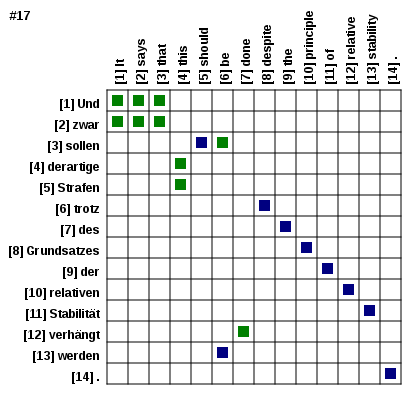 #17
[1] It
[2] says
[3] that
[4] this
[5] should
[6] be
[7] done
[8] despite
[9] the
[10] principle
[11] of
[12] relative
[13] stability
[14] .
[1] Und
[2] zwar
[3] sollen
[4] derartige
[5] Strafen
[6] trotz
[7] des
[8] Grundsatzes
[9] der
[10] relativen
[11] Stabilität
[12] verhängt
[13] werden
[14] .